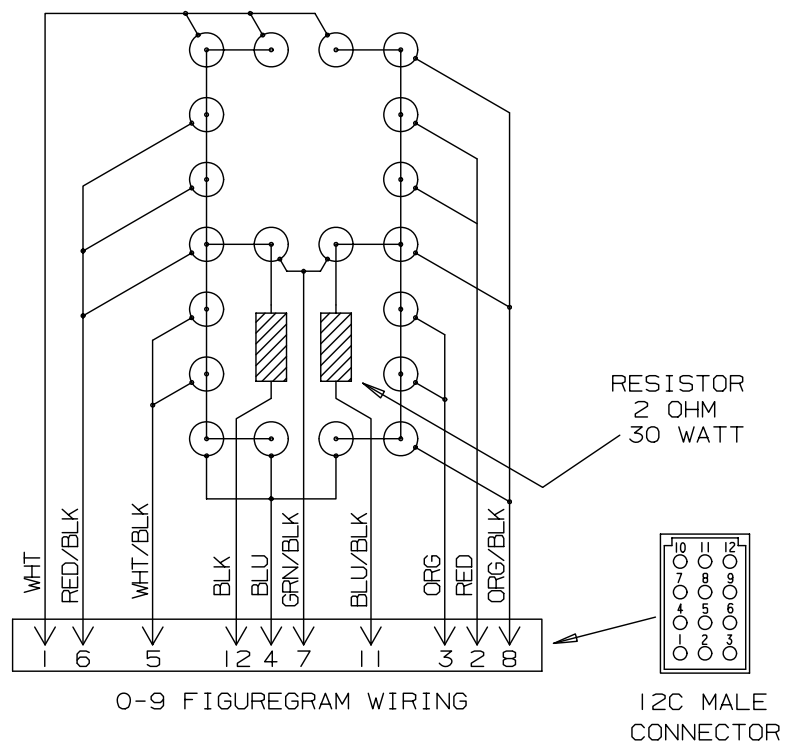 RESISTOR
2 OHM
30 WATT
WHT
RED/BLK
WHT/BLK
BLK
BLU
GRN/BLK
BLU/BLK
ORG
RED
ORG/BLK
1 6 5 12 4 7 11 3 2 8
10 11 12
7 8 9
4 5 6
1 2 3
0-9 FIGUREGRAM WIRING
12C MALE
CONNECTOR